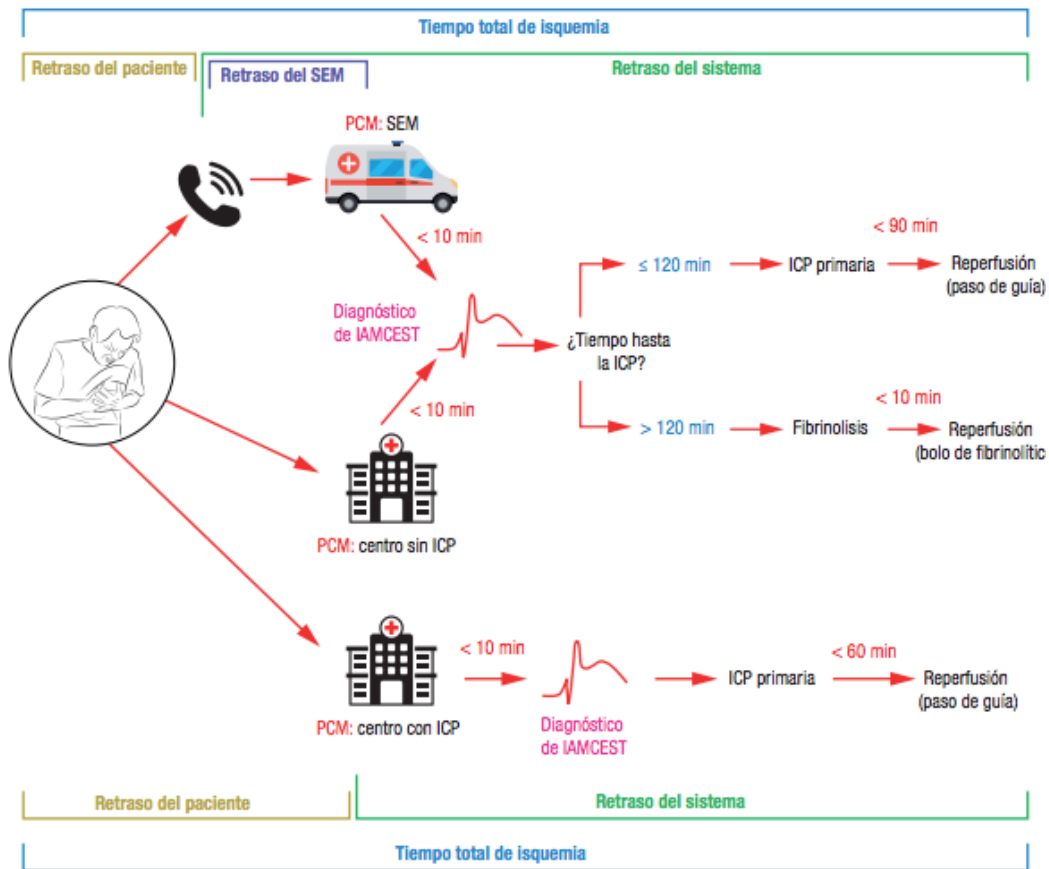 Tiempo total de isquemia
Retraso del paciente
Retraso del SEM
Retraso del sistema
PCM: SEM
< 10 min
< 90 min
≤ 120 min
ICP primaria
Reperfusión
(paso de guía)
Diagnóstico
de IAMCEST
¿Tiempo hasta
la ICP?
< 10 min
< 10 min
> 120 min
Fibrinolisis
Reperfusión
(bolo de fibrinolític
PCM: centro sin ICP
< 10 min
< 60 min
ICP primaria
Reperfusión
(paso de guía)
PCM: centro con ICP
Diagnóstico
de IAMCEST
Retraso del paciente
Retraso del sistema
Tiempo total de isquemia